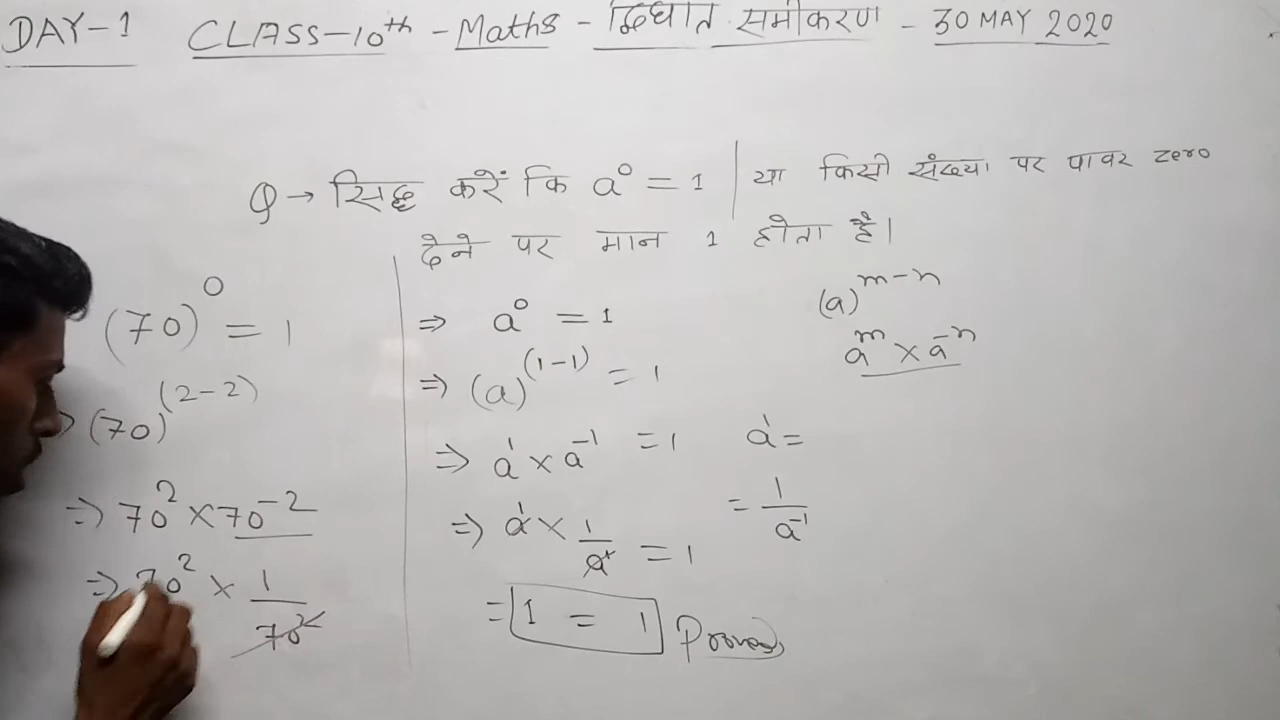 DAY-1 CLASS-10th - Maths - द्विघात समीकरण - 30 MAY 2020
Q → सिद्ध करें कि a⁰ = 1 | या किसी संख्या पर पावर zero
देने पर मान 1 होता है।
(70)⁰ = 1
⇒ (70)⁽²⁻²⁾
⇒ 70² × 70⁻²
⇒ 70² × 1/70²
⇒ a⁰ = 1
⇒ (a)⁽¹⁻¹⁾ = 1
⇒ a¹ × a⁻¹ = 1
⇒ a¹ × 1/a¹ = 1
= 1 = 1 Proved
(a)ᵐ⁻ⁿ
aᵐ × a⁻ⁿ
a¹ =
= 1/a⁻¹